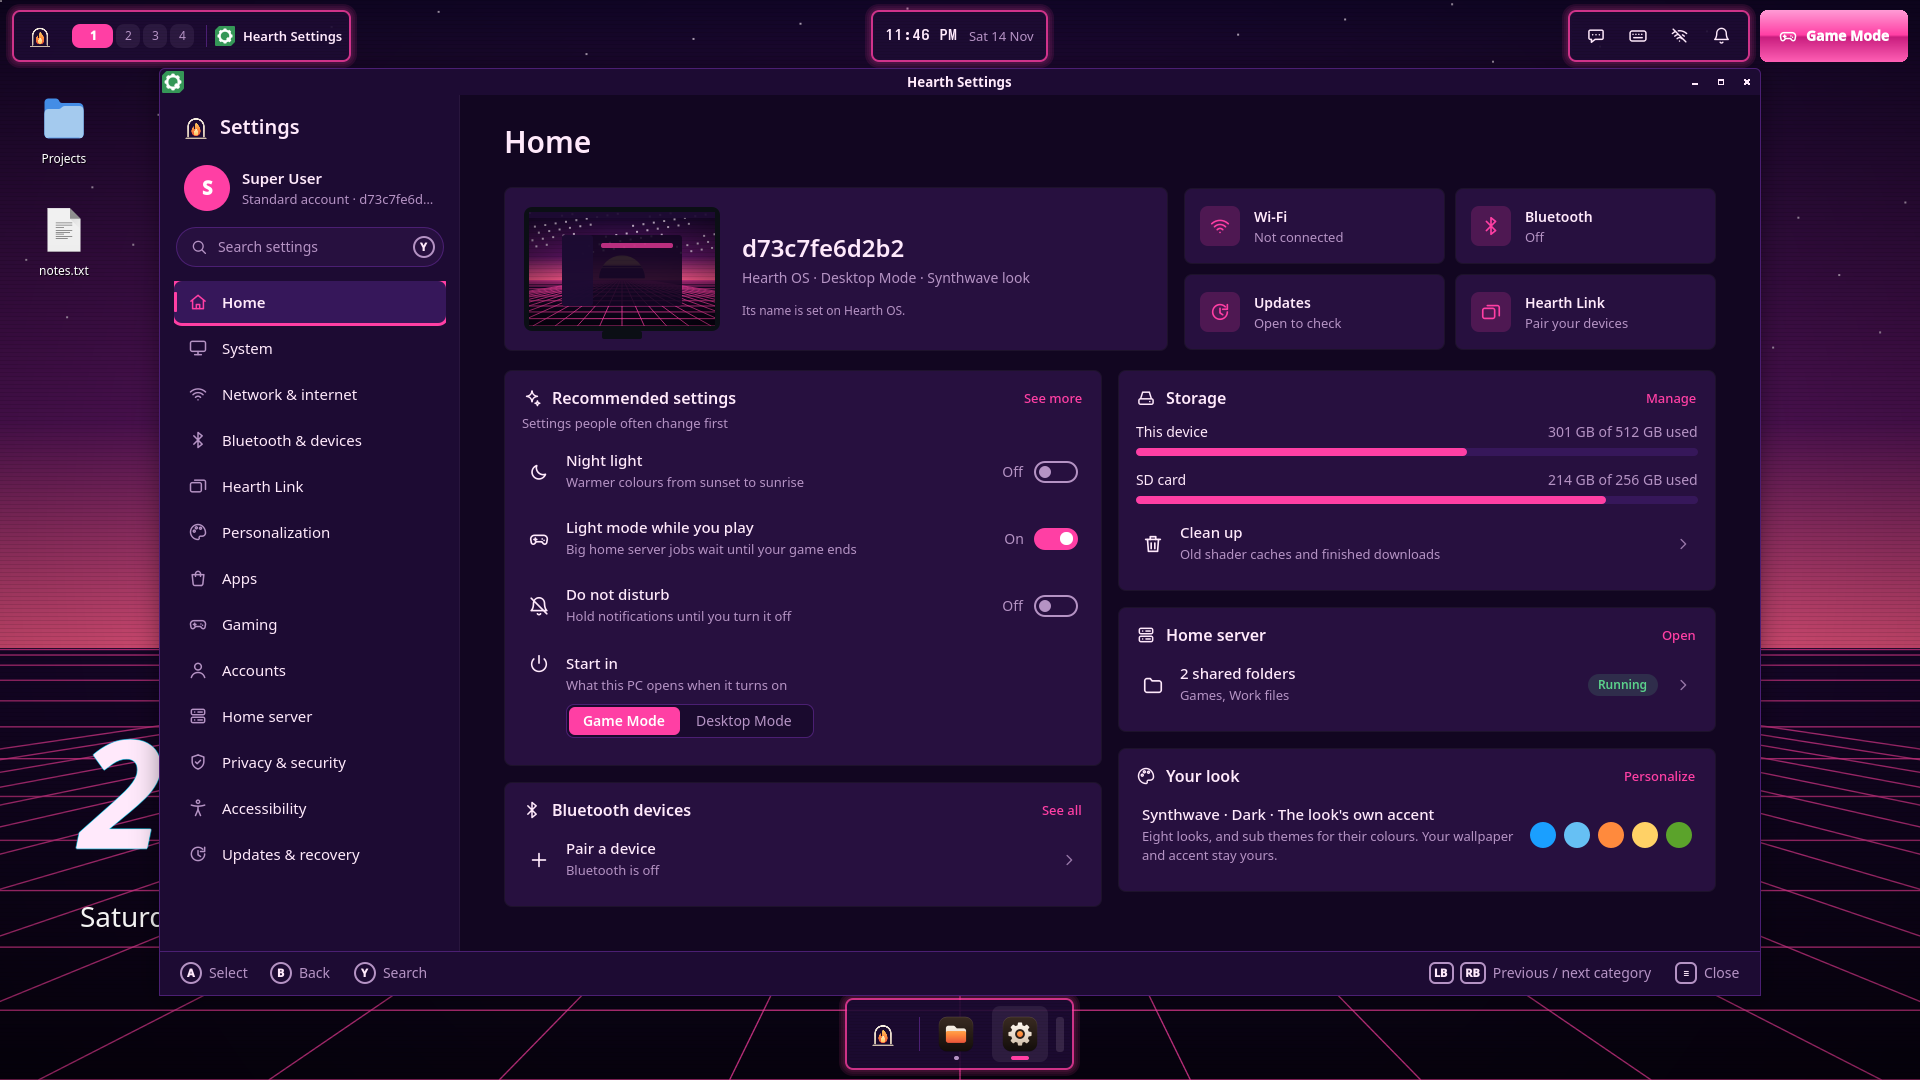 1 2 3 4 Hearth Settings
11:46 PM Sat 14 Nov
Game Mode
Hearth Settings
Projects
notes.txt
2
Saturd
Settings
S
Super User
Standard account · d73c7fe6d...
Search settings Y
Home
System
Network & internet
Bluetooth & devices
Hearth Link
Personalization
Apps
Gaming
Accounts
Home server
Privacy & security
Accessibility
Updates & recovery
Home
d73c7fe6d2b2
Hearth OS · Desktop Mode · Synthwave look
Its name is set on Hearth OS.
Wi-Fi
Not connected
Bluetooth
Off
Updates
Open to check
Hearth Link
Pair your devices
Recommended settings See more
Settings people often change first
Night light
Warmer colours from sunset to sunrise
Off
Light mode while you play
Big home server jobs wait until your game ends
On
Do not disturb
Hold notifications until you turn it off
Off
Start in
What this PC opens when it turns on
Game Mode Desktop Mode
Bluetooth devices See all
Pair a device
Bluetooth is off
Storage Manage
This device 301 GB of 512 GB used
SD card 214 GB of 256 GB used
Clean up
Old shader caches and finished downloads
Home server Open
2 shared folders
Games, Work files
Running
Your look Personalize
Synthwave · Dark · The look's own accent
Eight looks, and sub themes for their colours. Your wallpaper
and accent stay yours.
A Select B Back Y Search
LB RB Previous / next category Close